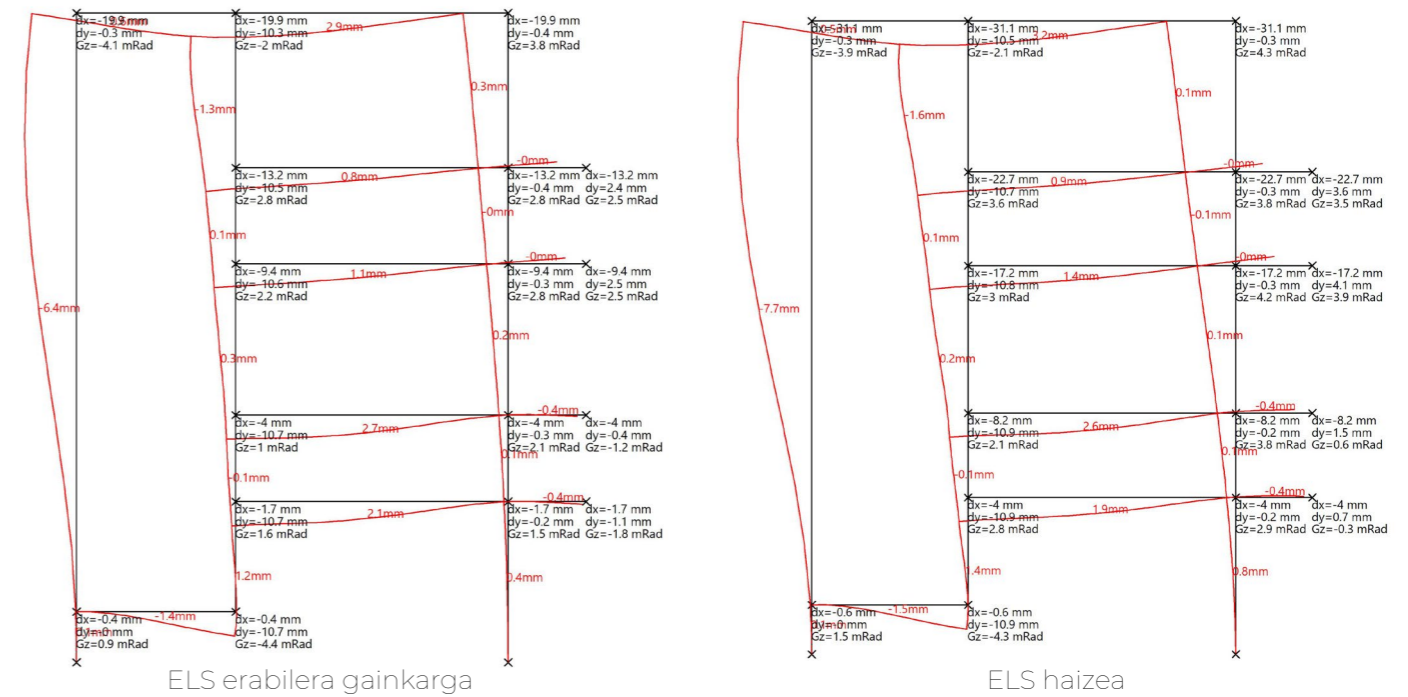 dx=-19.9 mm
dy=-0.3 mm
Gz=-4.1 mRad
dx=-19.9 mm
dy=-10.3 mm
Gz=-2 mRad
2.9mm
dx=-19.9 mm
dy=-0.4 mm
Gz=3.8 mRad
0.3mm
-1.3mm
-0mm
dx=-13.2 mm
dy=-10.5 mm
Gz=2.8 mRad
0.8mm
dx=-13.2 mm
dy=-0.4 mm
Gz=2.8 mRad
dx=-13.2 mm
dy=2.4 mm
Gz=2.5 mRad
-0mm
0.1mm
-0mm
dx=-9.4 mm
dy=-10.6 mm
Gz=2.2 mRad
1.1mm
dx=-9.4 mm
dy=-0.3 mm
Gz=2.8 mRad
dx=-9.4 mm
dy=2.5 mm
Gz=2.5 mRad
-6.4mm
0.2mm
0.3mm
-0.4mm
dx=-4 mm
dy=-10.7 mm
Gz=1 mRad
2.7mm
dx=-4 mm
dy=-0.3 mm
Gz=2.1 mRad
dx=-4 mm
dy=-0.4 mm
Gz=-1.2 mRad
0.1mm
-0.1mm
-0.4mm
dx=-1.7 mm
dy=-10.7 mm
Gz=1.6 mRad
2.1mm
dx=-1.7 mm
dy=-0.2 mm
Gz=1.5 mRad
dx=-1.7 mm
dy=-1.1 mm
Gz=-1.8 mRad
1.2mm
0.4mm
dx=-0.4 mm
dy=-0 mm
Gz=0.9 mRad
-1.4mm
dx=-0.4 mm
dy=-10.7 mm
Gz=-4.4 mRad
ELS erabilera gainkarga
dx=-31.1 mm
dy=-0.3 mm
Gz=-3.9 mRad
dx=-31.1 mm
dy=-10.5 mm
Gz=-2.1 mRad
3.2mm
dx=-31.1 mm
dy=-0.3 mm
Gz=4.3 mRad
0.1mm
-1.6mm
-0mm
dx=-22.7 mm
dy=-10.7 mm
Gz=3.6 mRad
0.9mm
dx=-22.7 mm
dy=-0.3 mm
Gz=3.8 mRad
dx=-22.7 mm
dy=3.6 mm
Gz=3.5 mRad
-0.1mm
0.1mm
-0mm
dx=-17.2 mm
dy=-10.8 mm
Gz=3 mRad
1.4mm
dx=-17.2 mm
dy=-0.3 mm
Gz=4.2 mRad
dx=-17.2 mm
dy=4.1 mm
Gz=3.9 mRad
-7.7mm
0.1mm
0.2mm
-0.4mm
dx=-8.2 mm
dy=-10.9 mm
Gz=2.1 mRad
2.6mm
dx=-8.2 mm
dy=-0.2 mm
Gz=3.8 mRad
dx=-8.2 mm
dy=1.5 mm
Gz=0.6 mRad
0.1mm
-0.1mm
-0.4mm
dx=-4 mm
dy=-10.9 mm
Gz=2.8 mRad
1.9mm
dx=-4 mm
dy=-0.2 mm
Gz=2.9 mRad
dx=-4 mm
dy=0.7 mm
Gz=-0.3 mRad
1.4mm
0.8mm
dx=-0.6 mm
dy=-0 mm
Gz=1.5 mRad
-1.5mm
dx=-0.6 mm
dy=-10.9 mm
Gz=-4.3 mRad
ELS haizea